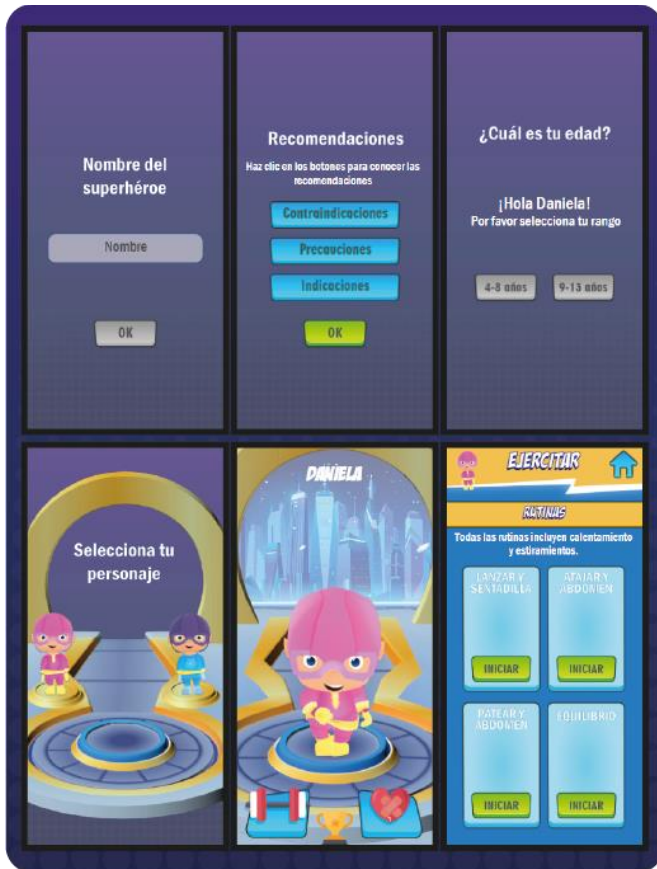 Nombre del
superhéroe
Nombre
OK
Recomendaciones
Haz clic en los botones para conocer las
recomendaciones
Contraindicaciones
Precauciones
Indicaciones
OK
¿Cuál es tu edad?
¡Hola Daniela!
Por favor selecciona tu rango
4-8 años
9-13 años
Selecciona tu
personaje
DANIELA
EJERCITAR
RUTINAS
Todas las rutinas incluyen calentamiento
y estiramientos.
LANZAR Y
SENTADILLA
ATAJAR Y
ABDOMEN
INICIAR
INICIAR
PATEAR Y
ABDOMEN
EQUILIBRIO
INICIAR
INICIAR